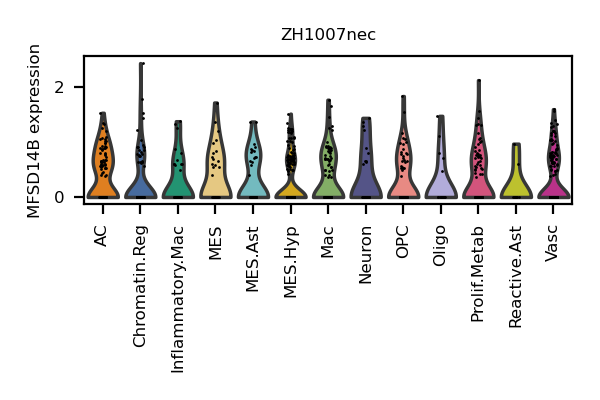 ZH1007nec
MFSD14B expression
2
0
AC
Chromatin.Reg
Inflammatory.Mac
MES
MES.Ast
MES.Hyp
Mac
Neuron
OPC
Oligo
Prolif.Metab
Reactive.Ast
Vasc